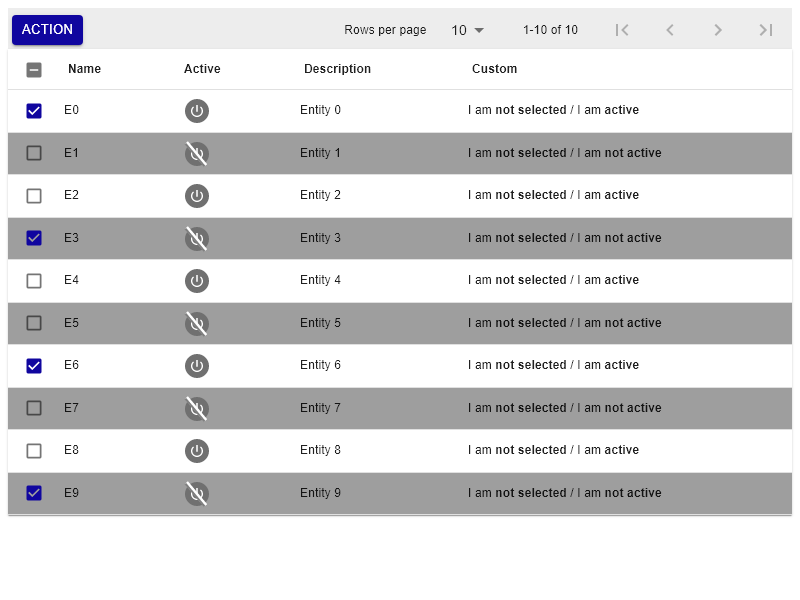 ACTION Rows per page 10 1-10 of 10
Name Active Description Custom
E0 Entity 0 I am not selected / I am active
E1 Entity 1 I am not selected / I am not active
E2 Entity 2 I am not selected / I am active
E3 Entity 3 I am not selected / I am not active
E4 Entity 4 I am not selected / I am active
E5 Entity 5 I am not selected / I am not active
E6 Entity 6 I am not selected / I am active
E7 Entity 7 I am not selected / I am not active
E8 Entity 8 I am not selected / I am active
E9 Entity 9 I am not selected / I am not active